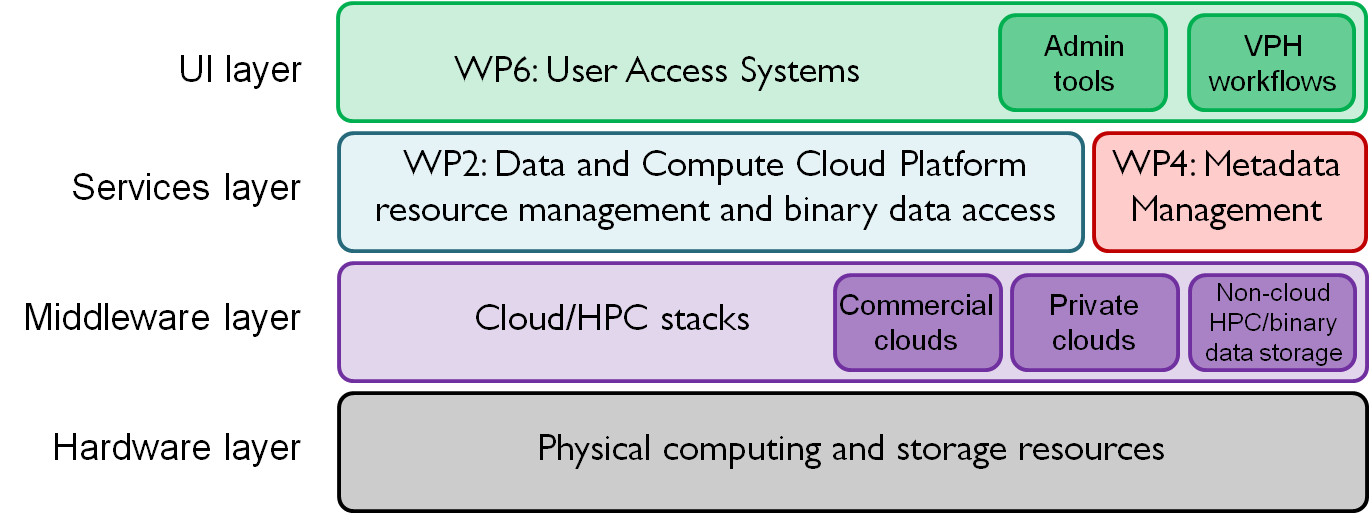 UI layer
WP6: User Access Systems
Admin
tools
VPH
workflows
Services layer
WP2: Data and Compute Cloud Platform
resource management and binary data access
WP4: Metadata
Management
Middleware layer
Cloud/HPC stacks
Commercial
clouds
Private
clouds
Non-cloud
HPC/binary
data storage
Hardware layer
Physical computing and storage resources